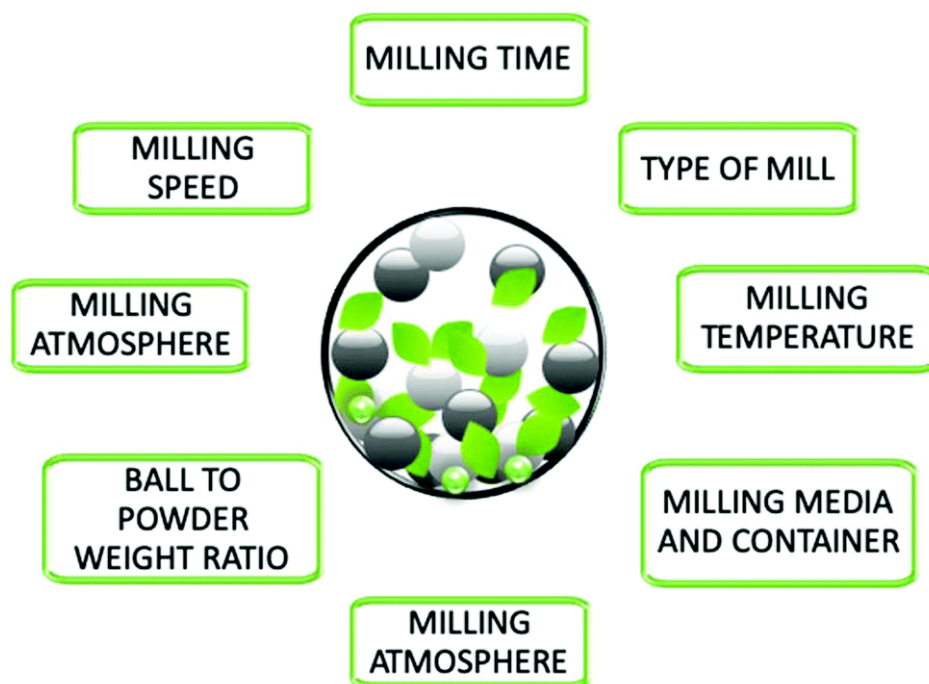 MILLING TIME
MILLING
SPEED
TYPE OF MILL
MILLING
ATMOSPHERE
MILLING
TEMPERATURE
BALL TO
POWDER
WEIGHT RATIO
MILLING MEDIA
AND CONTAINER
MILLING
ATMOSPHERE